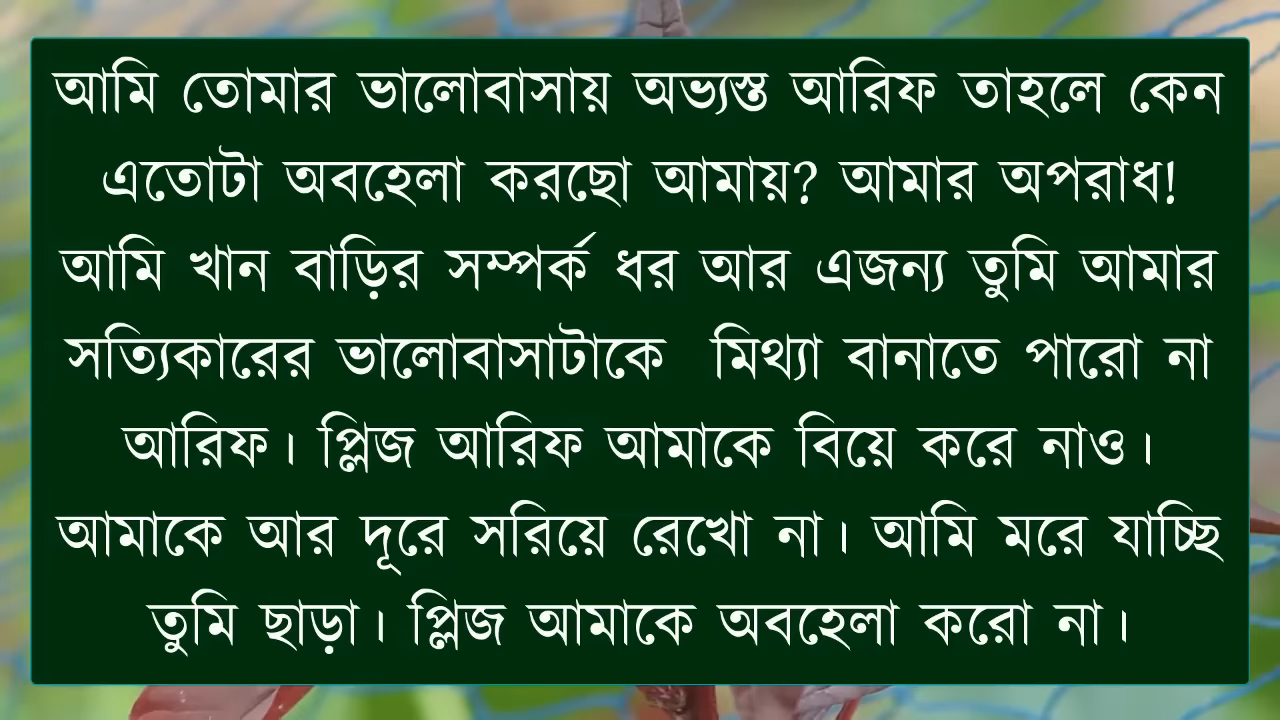 আমি তোমার ভালোবাসায় অভ্যস্ত আরিফ তাহলে কেন
এতোটা অবহেলা করছো আমায়? আমার অপরাধ!
আমি খান বাড়ির সম্পর্ক ধর আর এজন্য তুমি আমার
সত্যিকারের ভালোবাসাটাকে  মিথ্যা বানাতে পারো না
আরিফ। প্লিজ আরিফ আমাকে বিয়ে করে নাও।
আমাকে আর দূরে সরিয়ে রেখো না। আমি মরে যাচ্ছি
তুমি ছাড়া। প্লিজ আমাকে অবহেলা করো না।